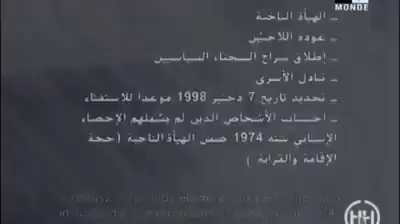 MONDE
_ الهيأة الناخبة
_ عودة اللاجئين
_ إطلاق سراح السجناء السياسيين
_ تبادل الأسرى
_ تحديد تاريخ 7 دجنبر 1998 موعدا للاستفتاء
_ احتساب الأشخاص الذين لم يشملهم الإحصاء
الإسباني سنة 1974 ضمن الهيأة الناخبة ( حجة
الإقامة والقرابة )